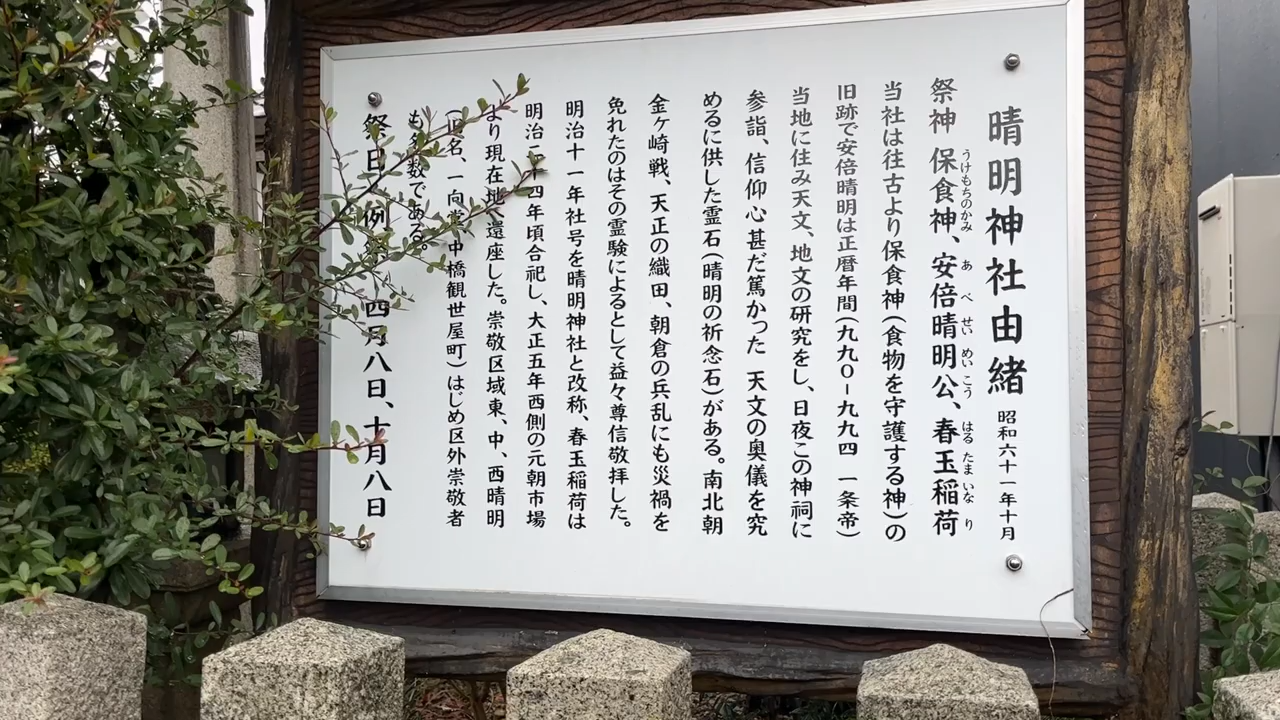 晴明神社由緒 昭和六十一年十月
祭神 保食神、安倍晴明公、春玉稲荷
うけもちのかみ あべせいめいこう はるたまいなり
当社は往古より保食神(食物を守護する神)の
旧跡で安倍晴明は正暦年間(九九〇ー九九四 一条帝)
当地に住み天文、地文の研究をし、日夜この神祠に
参詣、信仰心甚だ篤かった 天文の奥儀を究
めるに供した霊石(晴明の祈念石)がある。南北朝
金ヶ崎戦、天正の織田、朝倉の兵乱にも災禍を
免れたのはその霊験によるとして益々尊信敬拝した。
明治十一年社号を晴明神社と改称、春玉稲荷は
明治二十四年頃合祀し、大正五年西側の元朝市場
より現在地へ還座した。崇敬区域東、中、西晴明
(旧名、一向堂、中橋観世屋町)はじめ区外崇敬者
も多数である。
祭日/例祭 四月八日、十月八日